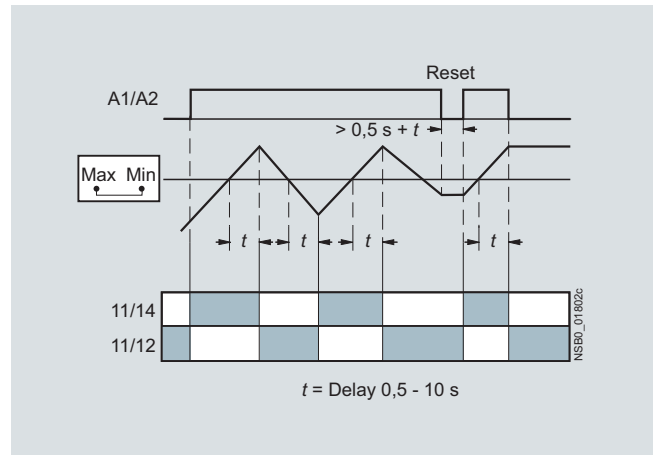 Reset
A1/A2
> 0,5 s + t
Max Min
t t t t
11/14
11/12
NSB0_01802c
t = Delay 0,5 - 10 s